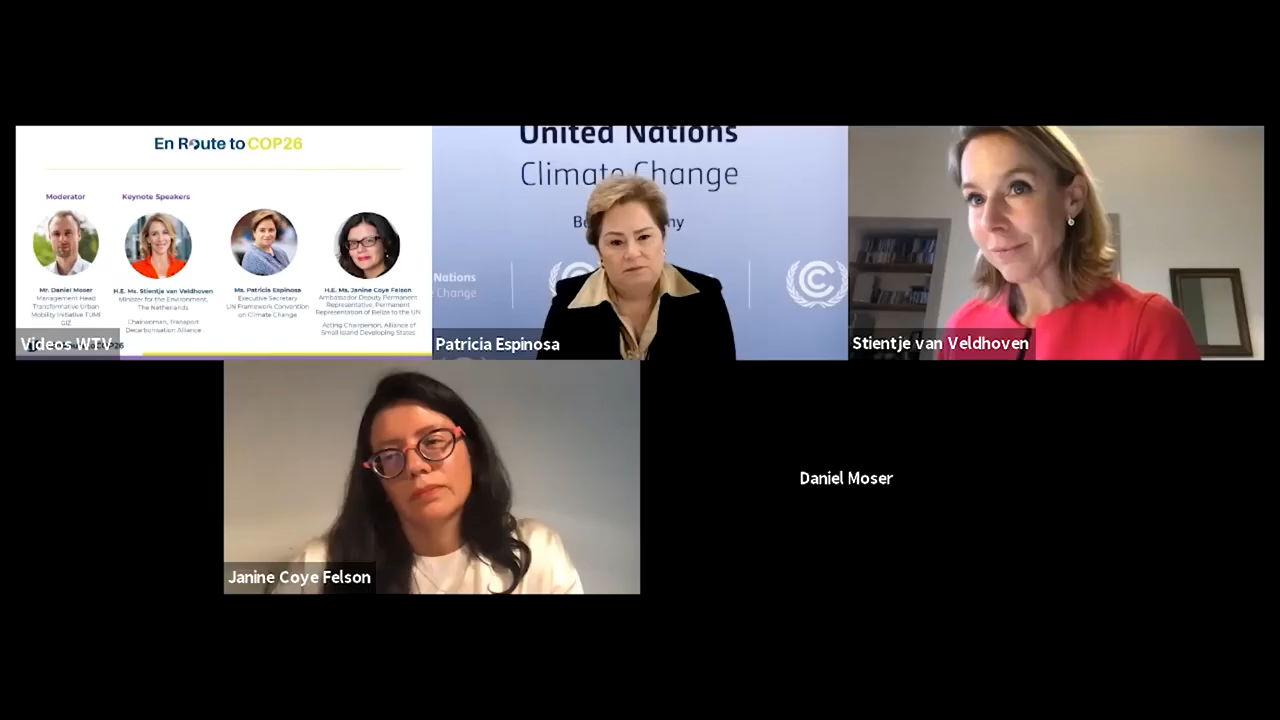 En Route to COP26
Moderator
Keynote Speakers
Mr. Daniel Moser
Management Head
Transformative Urban
Mobility Initiative TUMI
GIZ
H.E. Ms. Stientje van Veldhoven
Minister for the Environment,
The Netherlands
Chairwoman, Transport
Decarbonisation Alliance
Ms. Patricia Espinosa
Executive Secretary
UN Framework Convention
on Climate Change
H.E. Ms. Janine Coye Felson
Ambassador Deputy Permanent
Representative, Permanent
Representation of Belize to the UN
Acting Chairperson, Alliance of
Small Island Developing States
Videos WTV
United Nations
Climate Change
Nations
Change
Patricia Espinosa
Stientje van Veldhoven
Janine Coye Felson
Daniel Moser